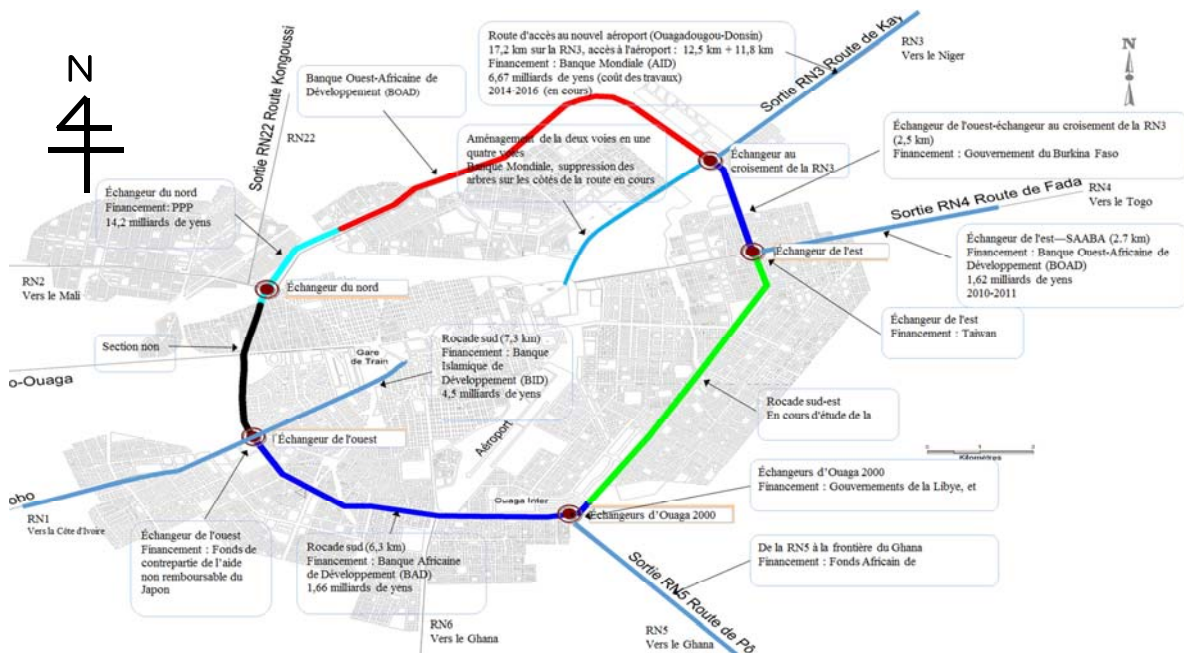 N
Sortie RN22 Route Kongoussi
RN22
Banque Ouest-Africaine de
Développement (BOAD)
Route d'accès au nouvel aéroport (Ouagadougou-Donsin)
17,2 km sur la RN3, accès à l'aéroport : 12,5 km + 11,8 km
Financement : Banque Mondiale (AID)
6,67 milliards de yens (coût des travaux)
2014-2016 (en cours)
Sortie RN3 Route de Kay
RN3
Vers le Niger
N
Aménagement de la deux voies en une
quatre voies
Banque Mondiale, suppression des
arbres sur les côtés de la route en cours
Échangeur au
croisement de la RN3
Échangeur de l'ouest-échangeur au croisement de la RN3
(2,5 km)
Financement : Gouvernement du Burkina Faso
Sortie RN4 Route de Fada
RN4
Vers le Togo
Échangeur du nord
Financement: PPP
14,2 milliards de yens
Échangeur de l'est
Échangeur de l'est—SAABA (2.7 km)
Financement : Banque Ouest-Africaine de
Développement (BOAD)
1,62 milliards de yens
2010-2011
RN2
Vers le Mali
Échangeur du nord
Échangeur de l'est
Financement : Taiwan
Section non
o-Ouaga
Gare
de Train
Rocade sud (7,3 km)
Financement : Banque
Islamique de
Développement (BID)
4,5 milliards de yens
Rocade sud-est
En cours d'étude de la
Échangeur de l'ouest
Aéroport
Kilomètres
Échangeurs d'Ouaga 2000
Financement : Gouvernements de la Libye, et
obo
RN1
Vers la Côte d'Ivoire
Ouaga Inter
Échangeurs d'Ouaga 2000
Échangeur de l'ouest
Financement : Fonds de
contrepartie de l'aide
non remboursable du
Japon
Rocade sud (6,3 km)
Financement : Banque Africaine
de Développement (BAD)
1,66 milliards de yens
De la RN5 à la frontière du Ghana
Financement : Fonds Africain de
Sortie RN5 Route de Pô
RN6
Vers le Ghana
RN5
Vers le Ghana